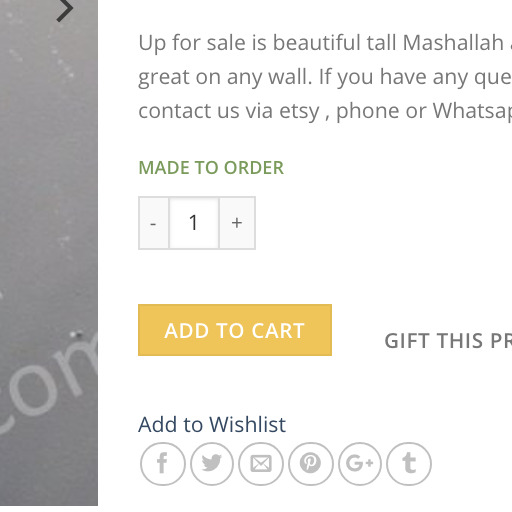 Up for sale is beautiful tall Mashallah
great on any wall. If you have any que
contact us via etsy , phone or Whatsap
MADE TO ORDER
- 1 +
ADD TO CART
GIFT THIS PR
com
Add to Wishlist